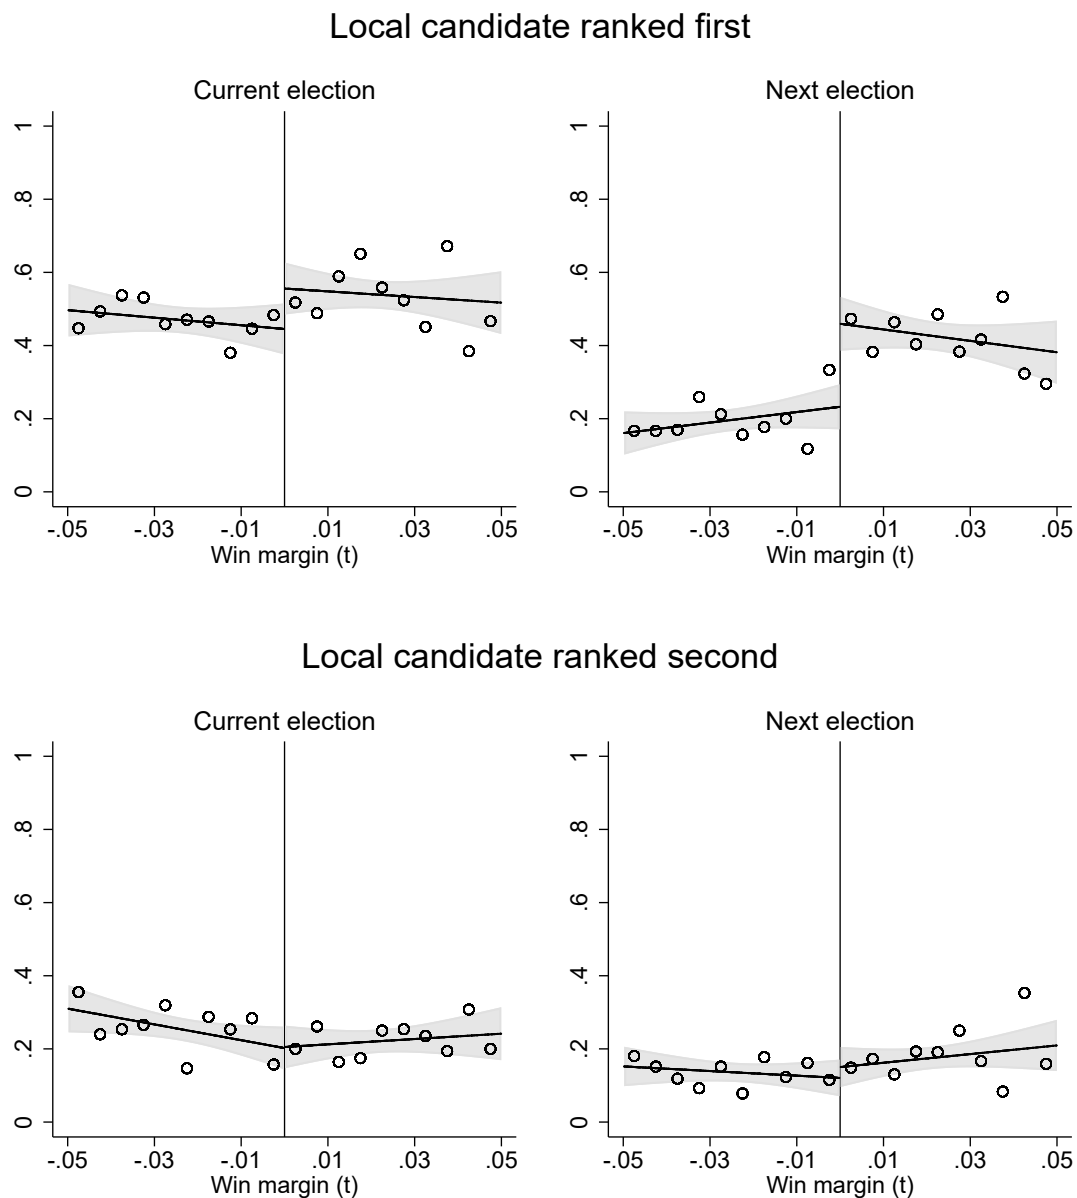 Local candidate ranked first
Current election
Next election
1
.8
.6
.4
.2
0
1
.8
.6
.4
.2
0
-.05 -.03 -.01 .01 .03 .05
-.05 -.03 -.01 .01 .03 .05
Win margin (t)
Win margin (t)
Local candidate ranked second
Current election
Next election
1
.8
.6
.4
.2
0
1
.8
.6
.4
.2
0
-.05 -.03 -.01 .01 .03 .05
-.05 -.03 -.01 .01 .03 .05
Win margin (t)
Win margin (t)